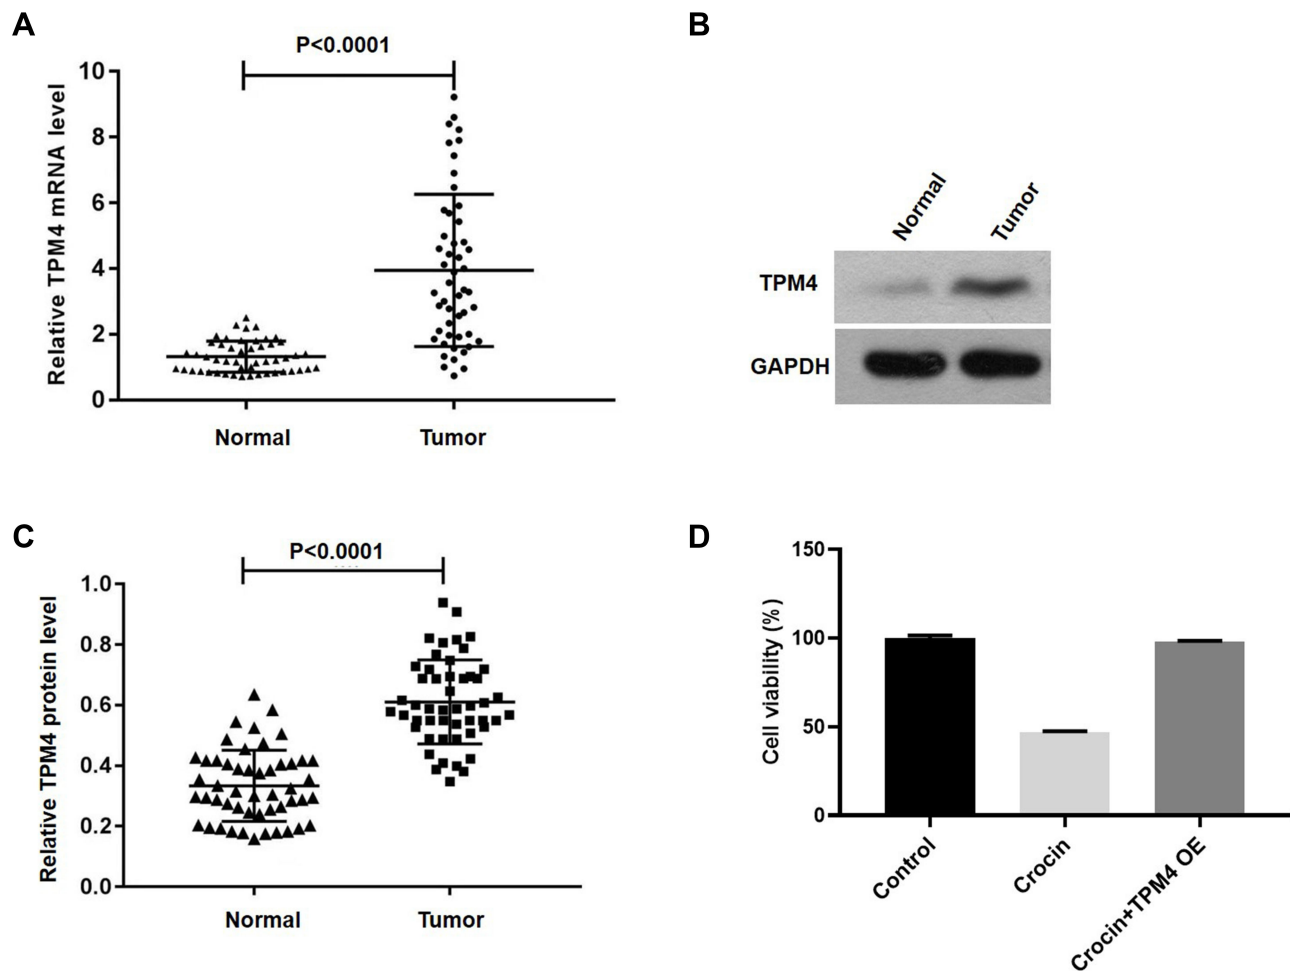 A
P<0.0001
Relative TPM4 mRNA level
10
8
6
4
2
0
Normal
Tumor
B
Normal
Tumor
TPM4
GAPDH
C
P<0.0001
Relative TPM4 protein level
1.0
0.8
0.6
0.4
0.2
0.0
Normal
Tumor
D
Cell viability (%)
150
100
50
0
Control
Crocin
Crocin+TPM4 OE